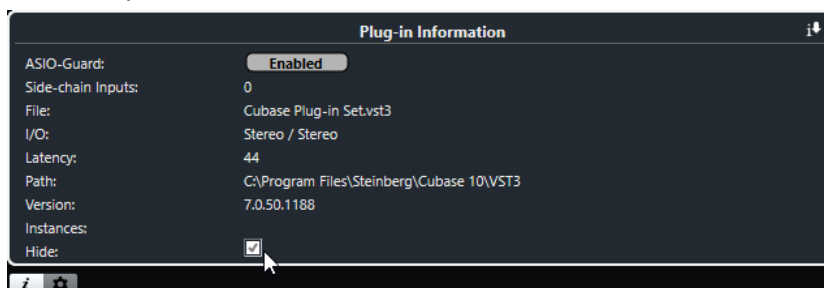 Plug-in Information
i
ASIO-Guard: Enabled
Side-chain Inputs: 0
File: Cubase Plug-in Set.vst3
I/O: Stereo / Stereo
Latency: 44
Path: C:\Program Files\Steinberg\Cubase 10\VST3
Version: 7.0.50.1188
Instances:
Hide:
i